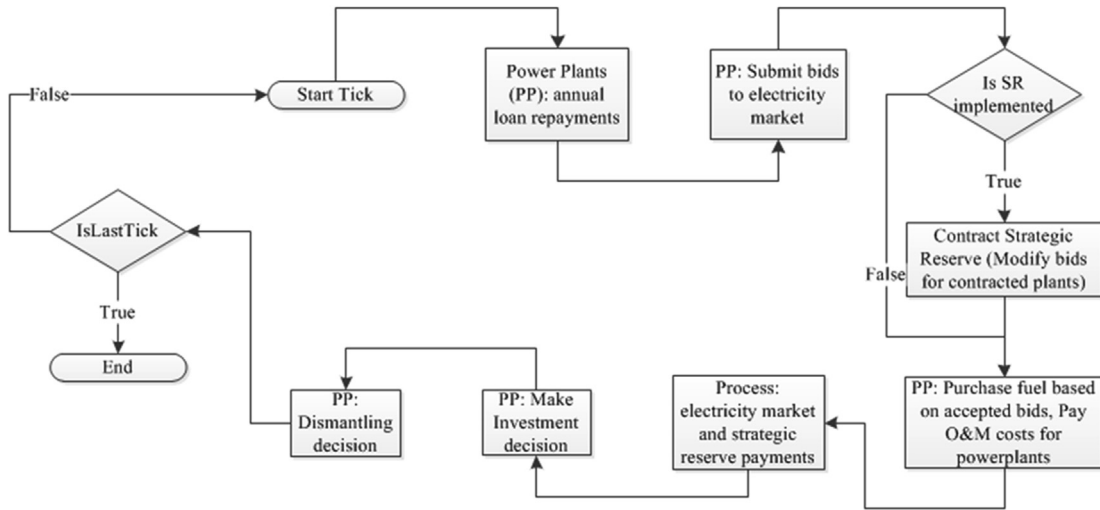 Start Tick
Power Plants
(PP): annual
loan repayments
PP: Submit bids
to electricity
market
Is SR
implemented
True
False
Contract Strategic
Reserve (Modify bids
for contracted plants)
PP: Purchase fuel based
on accepted bids, Pay
O&M costs for
powerplants
Process:
electricity market
and strategic
reserve payments
PP: Make
Investment
decision
PP:
Dismantling
decision
IsLastTick
False
True
End